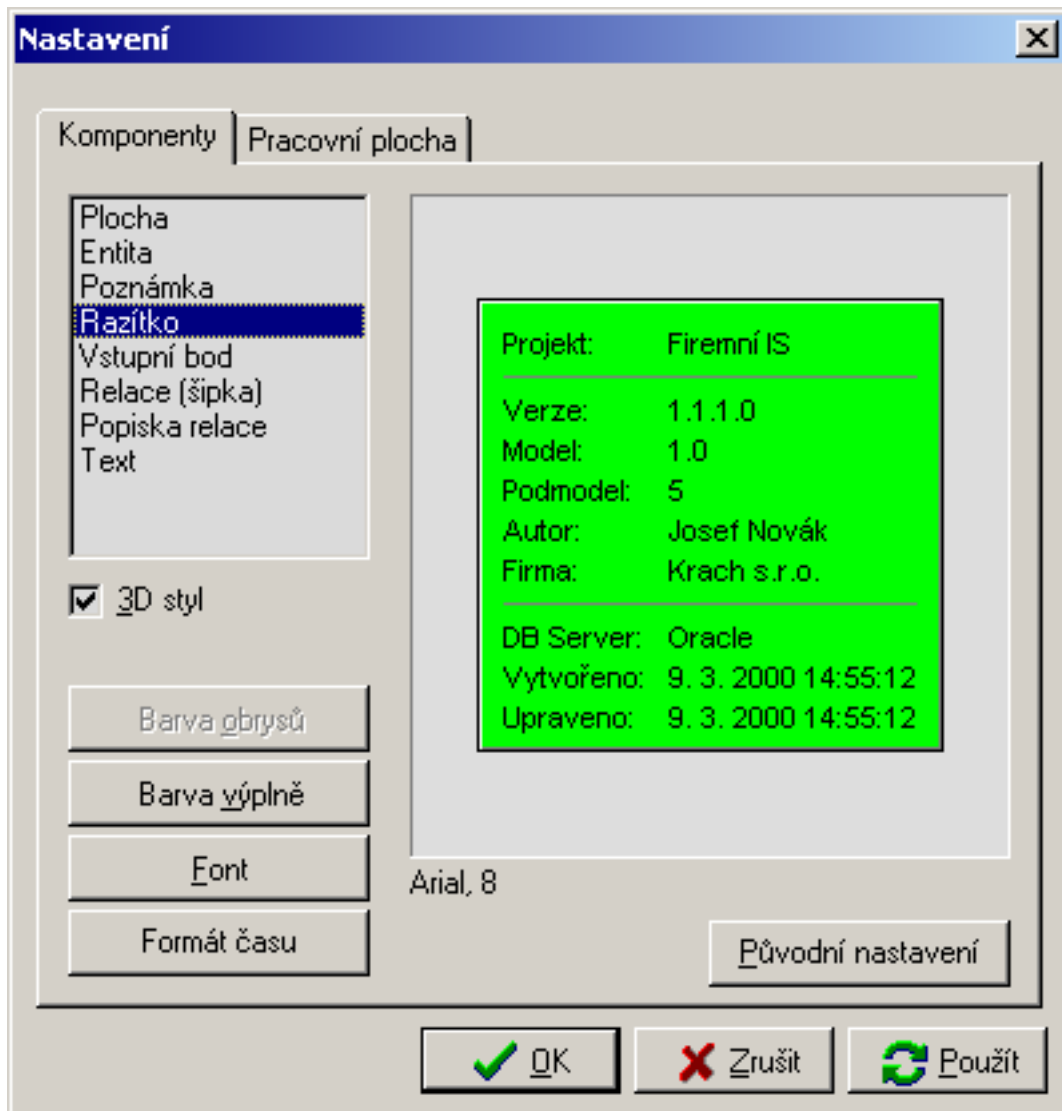 Nastavení
Komponenty
Pracovní plocha
Plocha
Entita
Poznámka
Razítko
Vstupní bod
Relace (šipka)
Popiska relace
Text
3D styl
Barva obrysů
Barva výplně
Font
Formát času
Projekt: Firemní IS
Verze: 1.1.1.0
Model: 1.0
Podmodel: 5
Autor: Josef Novák
Firma: Krach s.r.o.
DB Server: Oracle
Vytvořeno: 9. 3. 2000 14:55:12
Upraveno: 9. 3. 2000 14:55:12
Arial, 8
Původní nastavení
OK
Zrušit
Použít